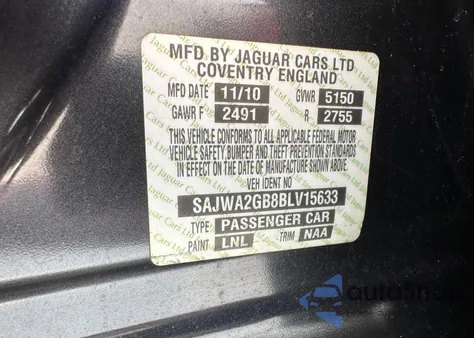 MFD BY JAGUAR CARS LTD
COVENTRY ENGLAND
MFD DATE 11/10 GVWR 5150
GAWR F 2491 R 2755
THIS VEHICLE CONFORMS TO ALL APPLICABLE FEDERAL MOTOR
VEHICLE SAFETY, BUMPER AND THEFT PREVENTION STANDARDS
IN EFFECT ON THE DATE OF MANUFACTURE SHOWN ABOVE.
VEH IDENT NO
SAJWA2GB8BLV15633
TYPE PASSENGER CAR
PAINT LNL TRIM NAA